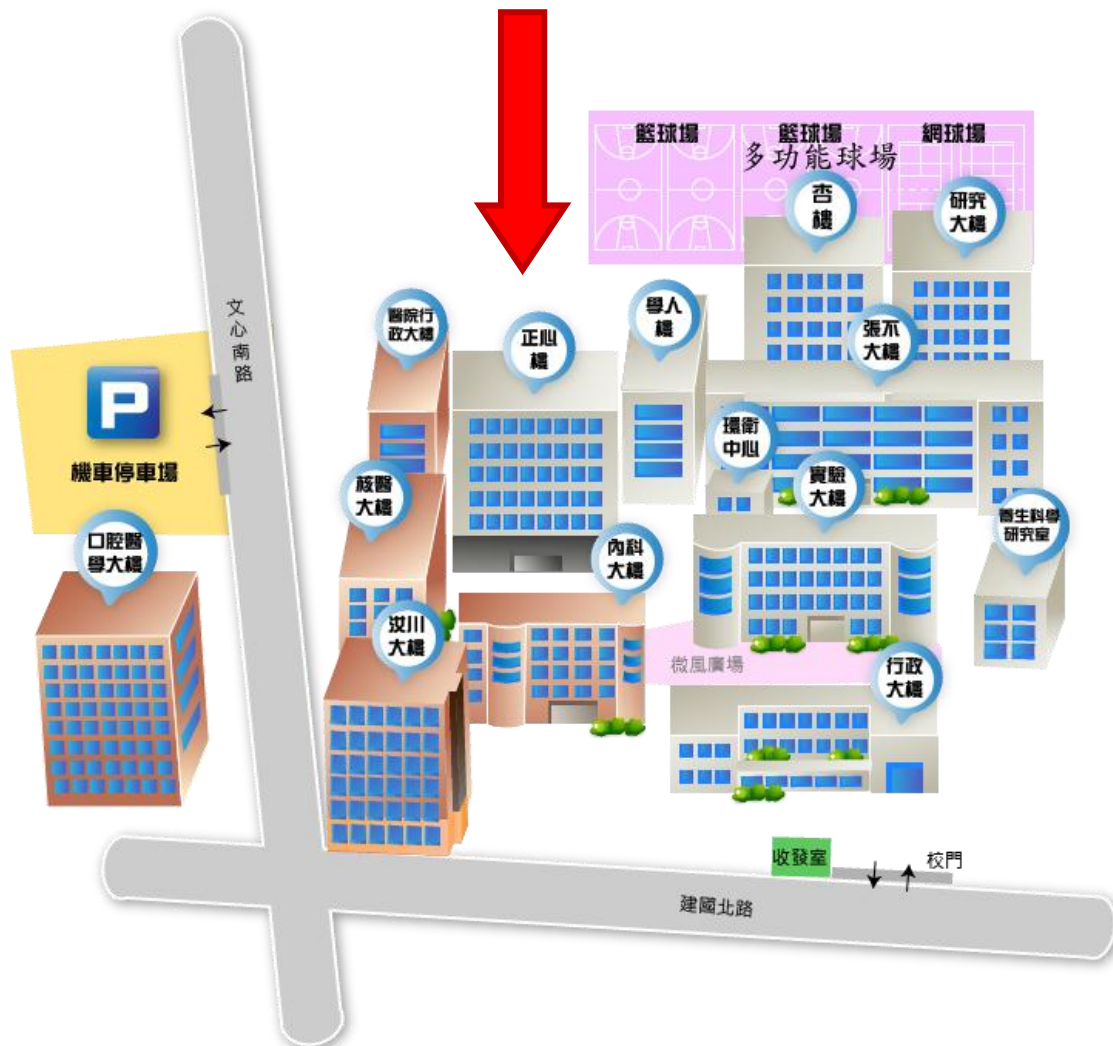 籃球場
籃球場
網球場
多功能球場
杏
樓
研究
大樓
文心南路
醫院行
政大樓
正心
樓
學人
樓
張不
大樓
P
機車停車場
環衛
中心
核醫
大樓
實驗
大樓
口腔醫
學大樓
內科
大樓
寄生科學
研究室
汶川
大樓
微風廣場
行政
大樓
收發室
校門
建國北路